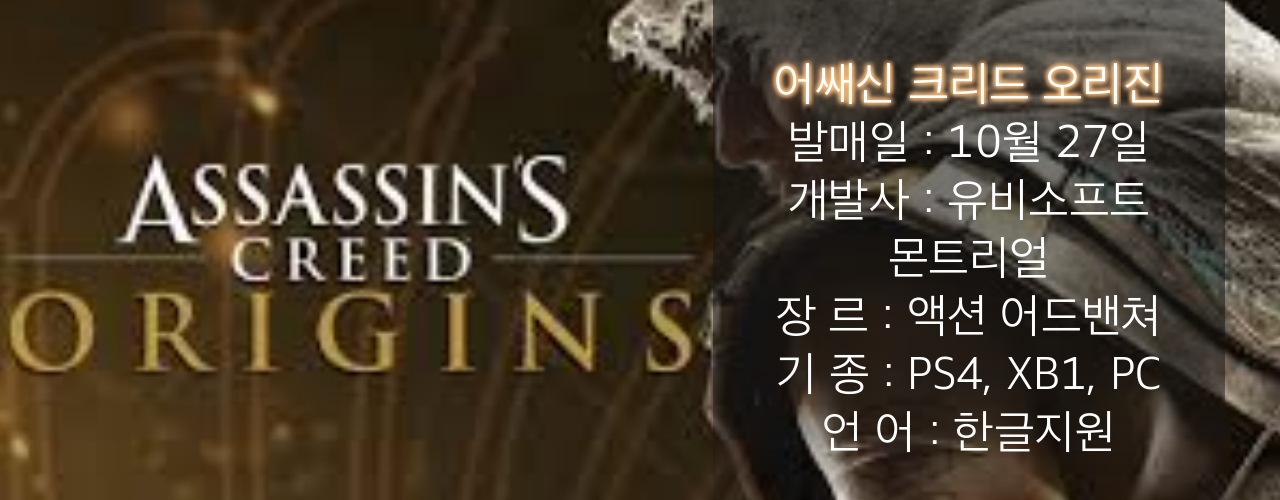 ASSASSIN'S
CREED
ORIGINS
어쌔신 크리드 오리진
발매일 : 10월 27일
개발사 : 유비소프트
몬트리얼
장 르 : 액션 어드밴쳐
기 종 : PS4, XB1, PC
언 어 : 한글지원